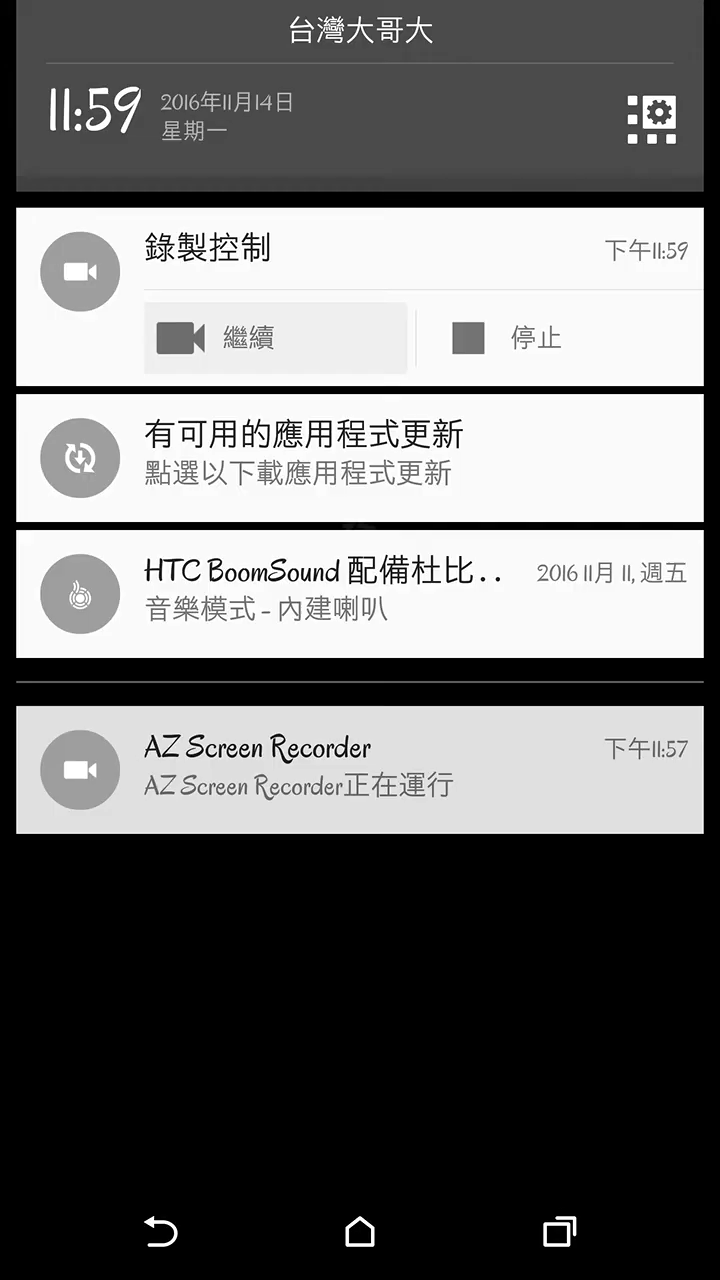 台灣大哥大
11:59
2016年11月14日
星期一
錄製控制
下午11:59
繼續
停止
有可用的應用程式更新
點選以下載應用程式更新
HTC BoomSound 配備杜比‥
2016 11月 11, 週五
音樂模式 - 內建喇叭
AZ Screen Recorder
下午11:57
AZ Screen Recorder正在運行